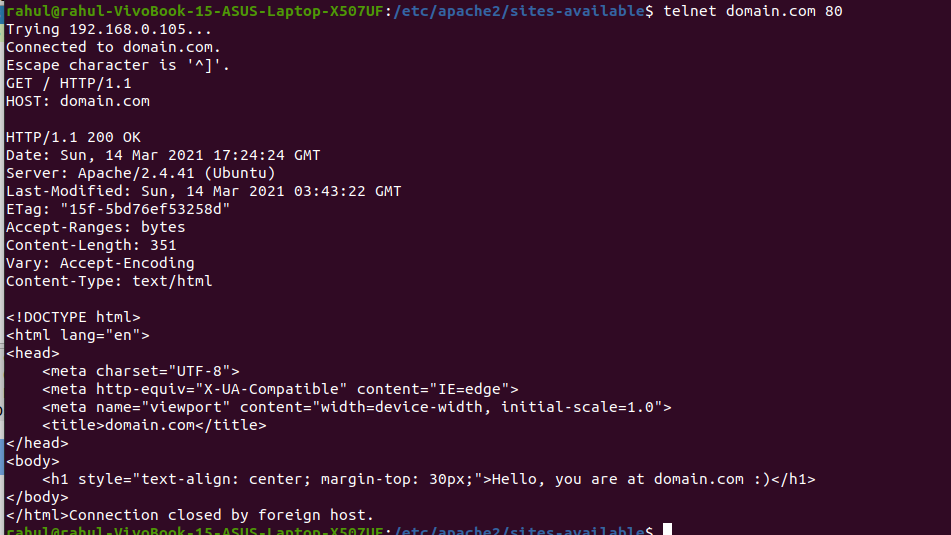 rahul@rahul-VivoBook-15-ASUS-Laptop-X507UF:/etc/apache2/sites-available$ telnet domain.com 80
Trying 192.168.0.105...
Connected to domain.com.
Escape character is '^]'.
GET / HTTP/1.1
HOST: domain.com

HTTP/1.1 200 OK
Date: Sun, 14 Mar 2021 17:24:24 GMT
Server: Apache/2.4.41 (Ubuntu)
Last-Modified: Sun, 14 Mar 2021 03:43:22 GMT
ETag: "15f-5bd76ef53258d"
Accept-Ranges: bytes
Content-Length: 351
Vary: Accept-Encoding
Content-Type: text/html

<!DOCTYPE html>
<html lang="en">
<head>
    <meta charset="UTF-8">
    <meta http-equiv="X-UA-Compatible" content="IE=edge">
    <meta name="viewport" content="width=device-width, initial-scale=1.0">
    <title>domain.com</title>
</head>
<body>
    <h1 style="text-align: center; margin-top: 30px;">Hello, you are at domain.com :)</h1>
</body>
</html>Connection closed by foreign host.
rahul@rahul-VivoBook-15-ASUS-Laptop-X507UF:/etc/apache2/sites-available$